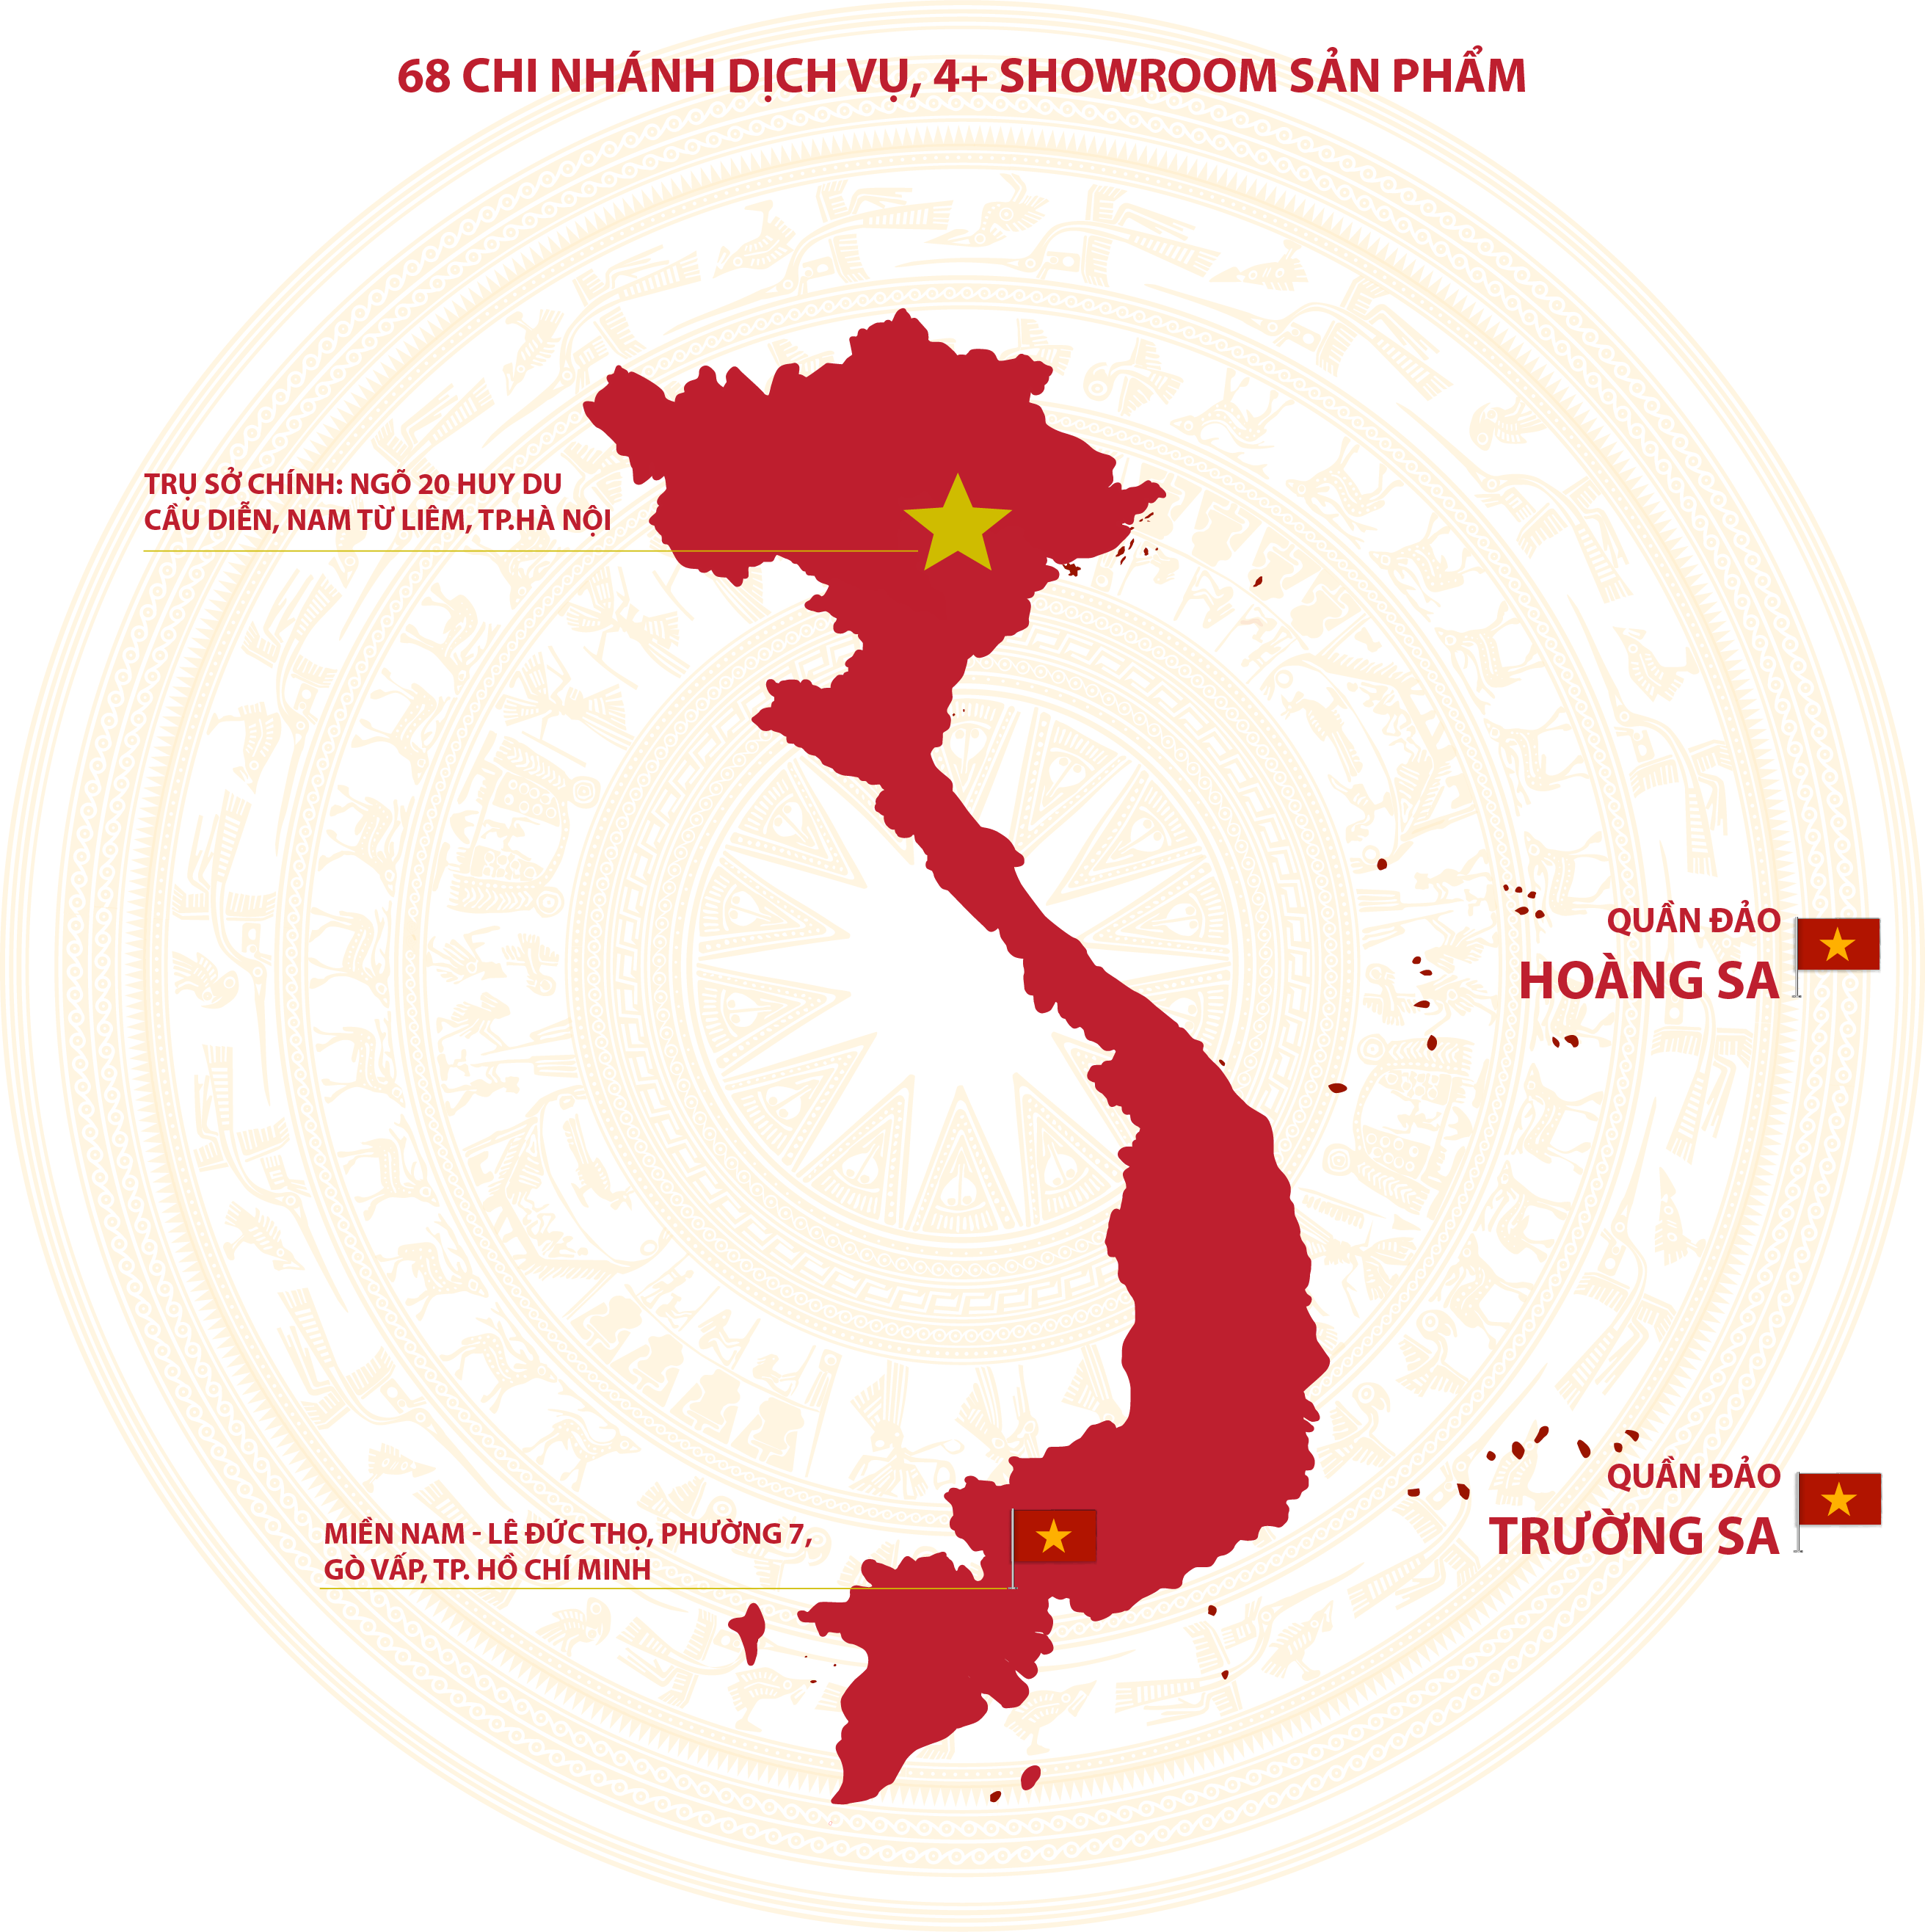 68 CHI NHÁNH DỊCH VỤ, 4+ SHOWROOM SẢN PHẨM
TRỤ SỞ CHÍNH: NGÕ 20 HUY DU
CẦU DIỄN, NAM TỪ LIÊM, TP.HÀ NỘI
QUẦN ĐẢO
HOÀNG SA
QUẦN ĐẢO
TRƯỜNG SA
MIỀN NAM - LÊ ĐỨC THỌ, PHƯỜNG 7,
GÒ VẤP, TP. HỒ CHÍ MINH